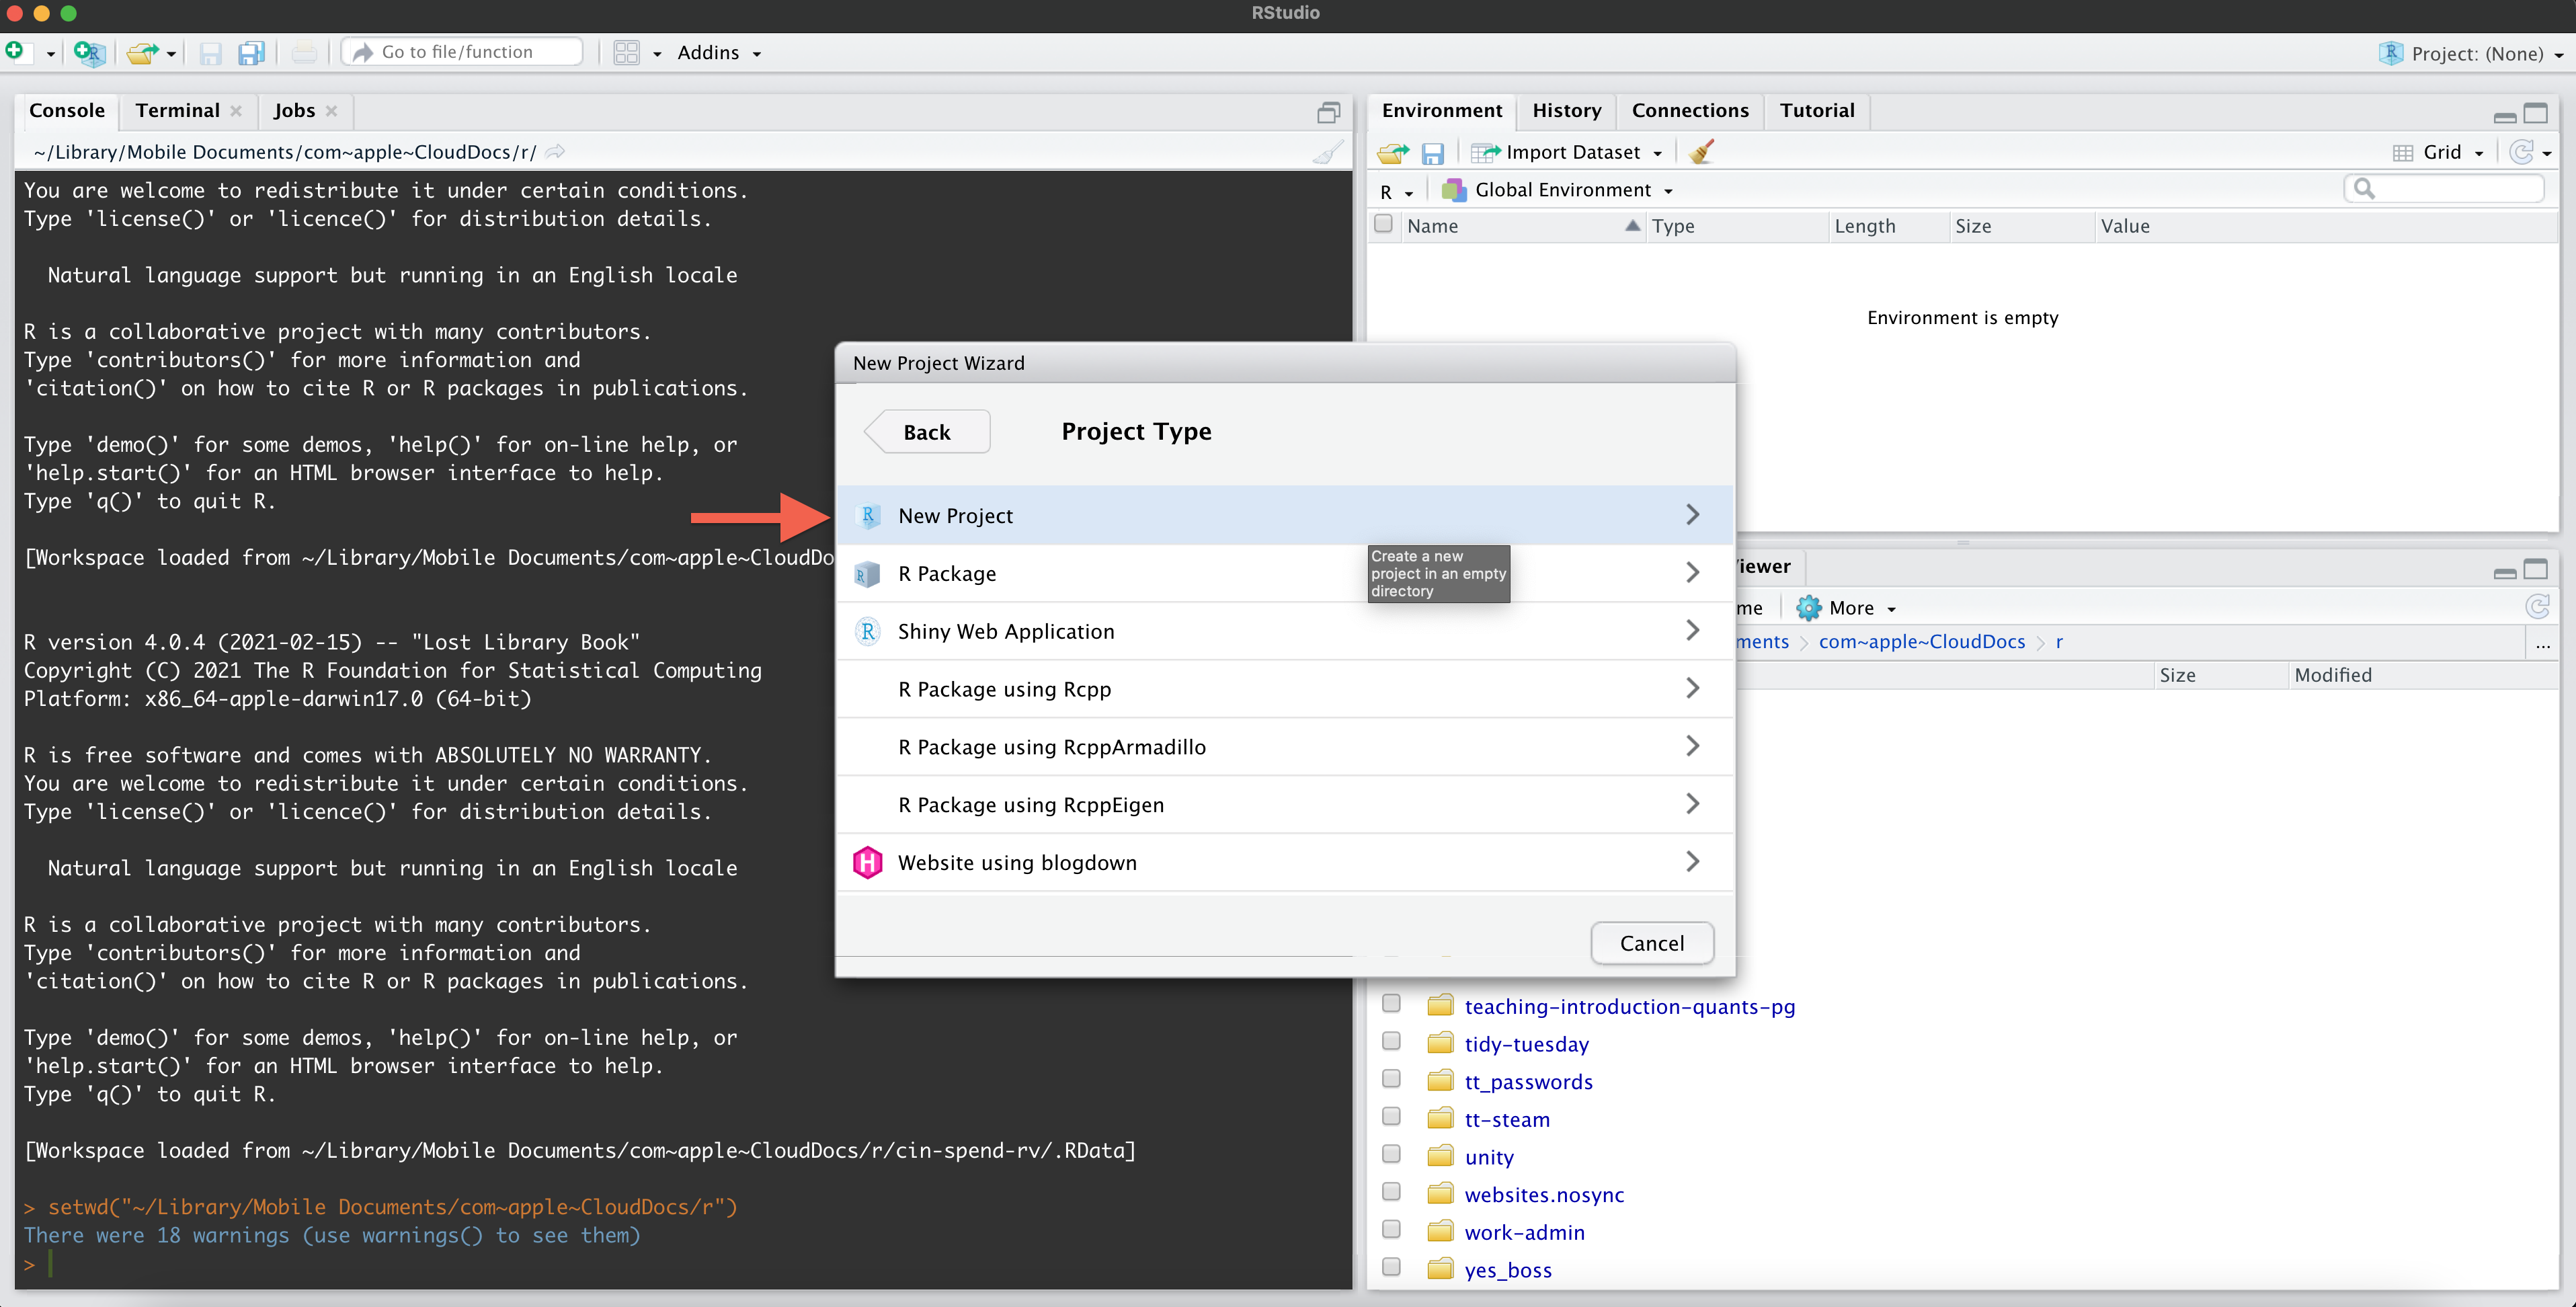 RStudio
Go to file/function
Addins
Project: (None)
Console
Terminal
Jobs
~/Library/Mobile Documents/com~apple~CloudDocs/r/
You are welcome to redistribute it under certain conditions.
Type 'license()' or 'licence()' for distribution details.
Natural language support but running in an English locale
R is a collaborative project with many contributors.
Type 'contributors()' for more information and
'citation()' on how to cite R or R packages in publications.
Type 'demo()' for some demos, 'help()' for on-line help, or
'help.start()' for an HTML browser interface to help.
Type 'q()' to quit R.
[Workspace loaded from ~/Library/Mobile Documents/com~apple~CloudDo
R version 4.0.4 (2021-02-15) -- "Lost Library Book"
Copyright (C) 2021 The R Foundation for Statistical Computing
Platform: x86_64-apple-darwin17.0 (64-bit)
R is free software and comes with ABSOLUTELY NO WARRANTY.
You are welcome to redistribute it under certain conditions.
Type 'license()' or 'licence()' for distribution details.
Natural language support but running in an English locale
R is a collaborative project with many contributors.
Type 'contributors()' for more information and
'citation()' on how to cite R or R packages in publications.
Type 'demo()' for some demos, 'help()' for on-line help, or
'help.start()' for an HTML browser interface to help.
Type 'q()' to quit R.
[Workspace loaded from ~/Library/Mobile Documents/com~apple~CloudDocs/r/cin-spend-rv/.RData]
> setwd("~/Library/Mobile Documents/com~apple~CloudDocs/r")
There were 18 warnings (use warnings() to see them)
>
New Project Wizard
Back
Project Type
New Project
R Package
Shiny Web Application
R Package using Rcpp
R Package using RcppArmadillo
R Package using RcppEigen
Website using blogdown
Cancel
Create a new
project in an empty
directory
Environment
History
Connections
Tutorial
Import Dataset
Grid
R
Global Environment
Name
Type
Length
Size
Value
Environment is empty
iewer
me
More
ments
com~apple~CloudDocs
r
...
Size
Modified
teaching-introduction-quants-pg
tidy-tuesday
tt_passwords
tt-steam
unity
websites.nosync
work-admin
yes_boss